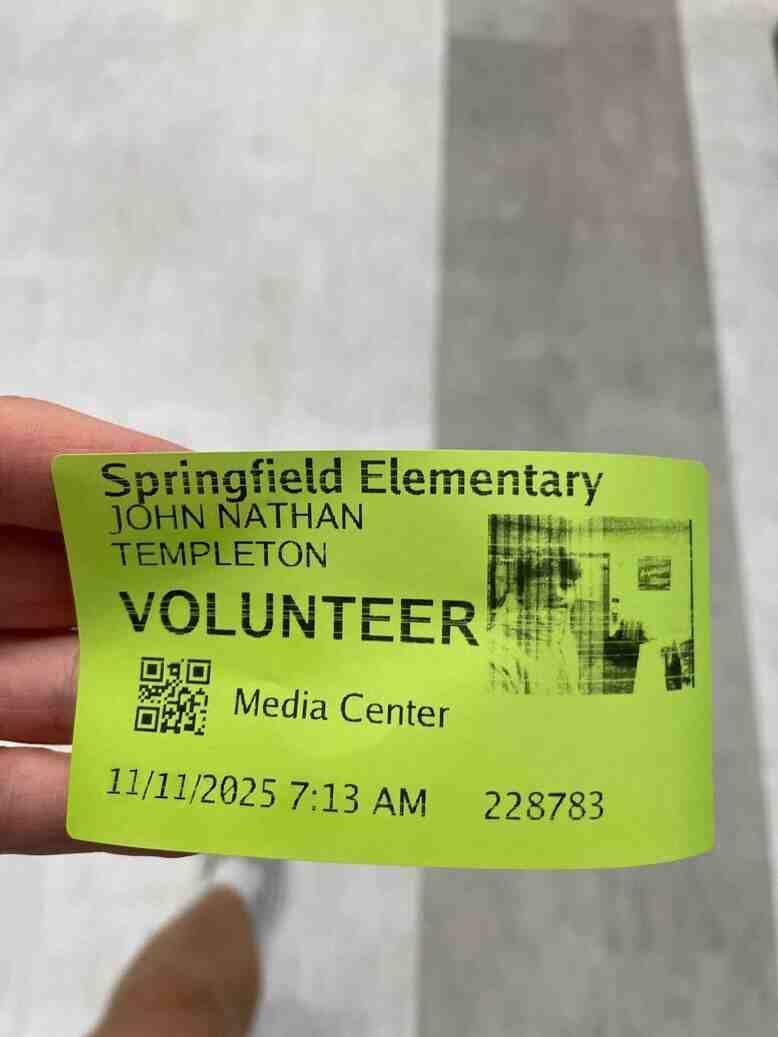 Springfield Elementary
JOHN NATHAN
TEMPLETON
VOLUNTEER
Media Center
11/11/2025 7:13 AM 228783